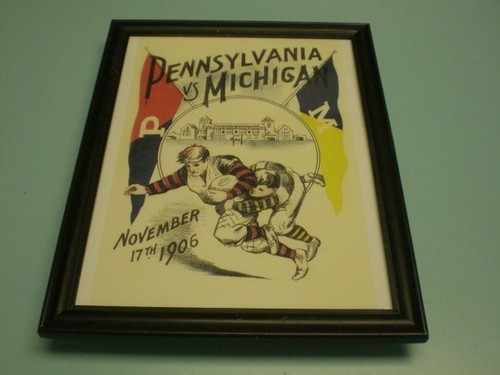 PENNSYLVANIA
VS MICHIGAN
P
M
NOVEMBER
17TH 1906